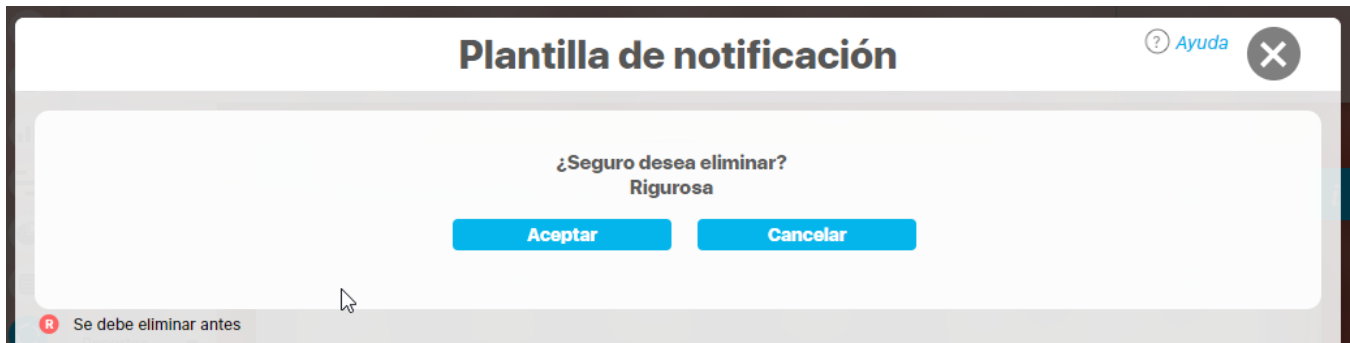 Plantilla de notificación
? Ayuda
¿Seguro desea eliminar?
Rigurosa
Aceptar
Cancelar
R Se debe eliminar antes